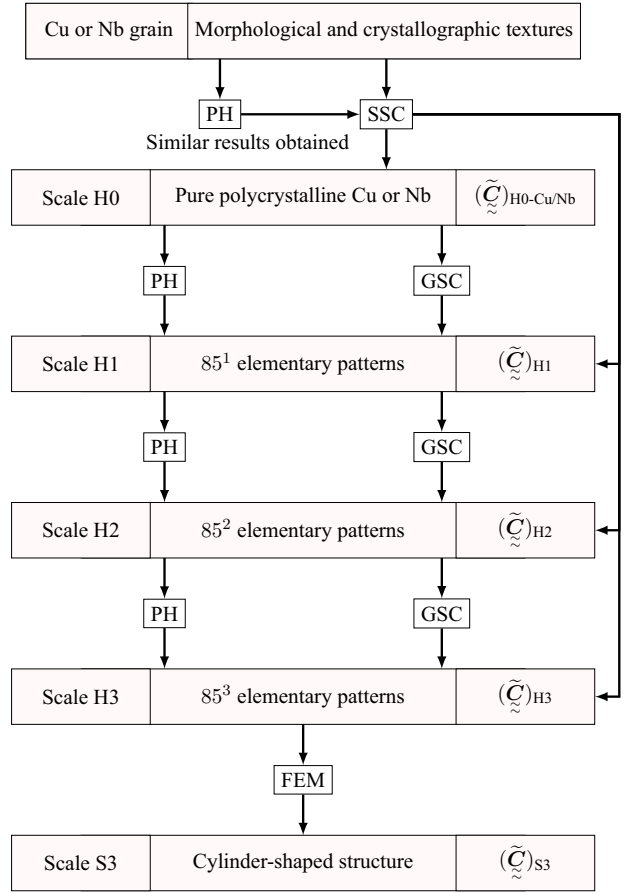 Cu or Nb grain Morphological and crystallographic textures
PH SSC
Similar results obtained
Scale H0 Pure polycrystalline Cu or Nb (C̃)H0-Cu/Nb
PH GSC
Scale H1 85¹ elementary patterns (C̃)H1
PH GSC
Scale H2 85² elementary patterns (C̃)H2
PH GSC
Scale H3 85³ elementary patterns (C̃)H3
FEM
Scale S3 Cylinder-shaped structure (C̃)S3